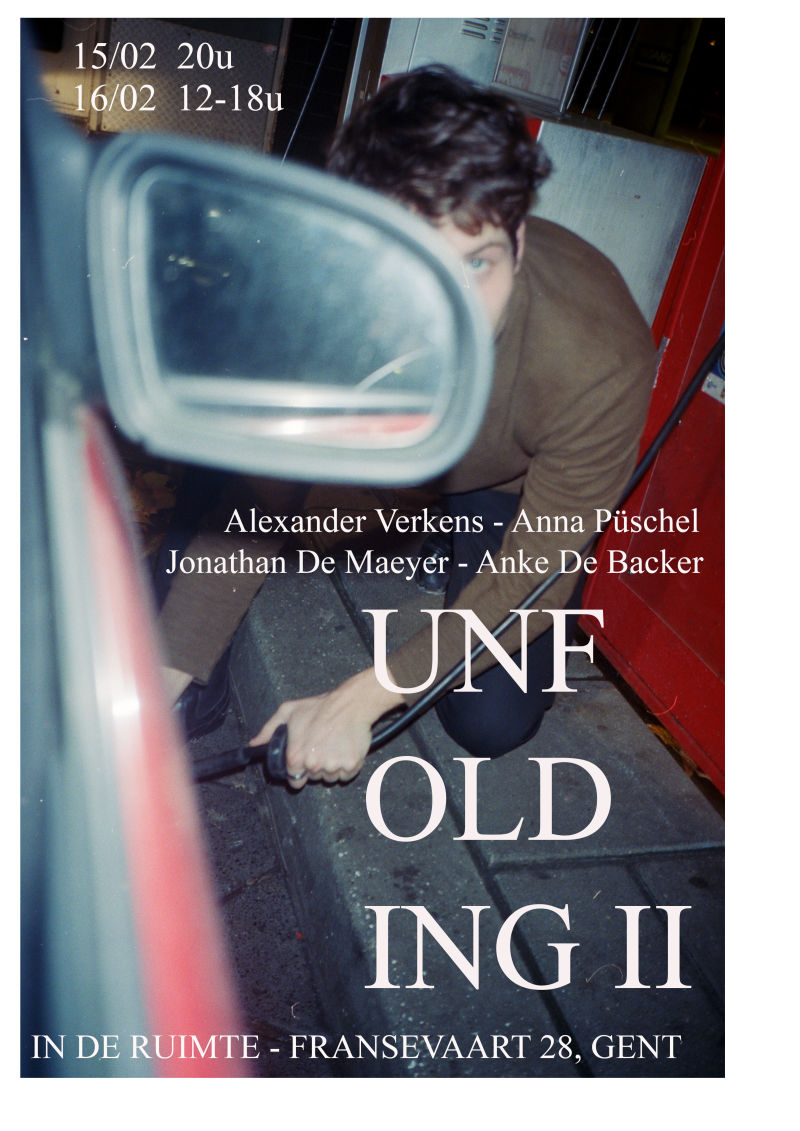 15/02 20u
16/02 12-18u
Alexander Verkens - Anna Püschel
Jonathan De Maeyer - Anke De Backer
UNF
OLD
ING II
IN DE RUIMTE - FRANSEVAART 28, GENT